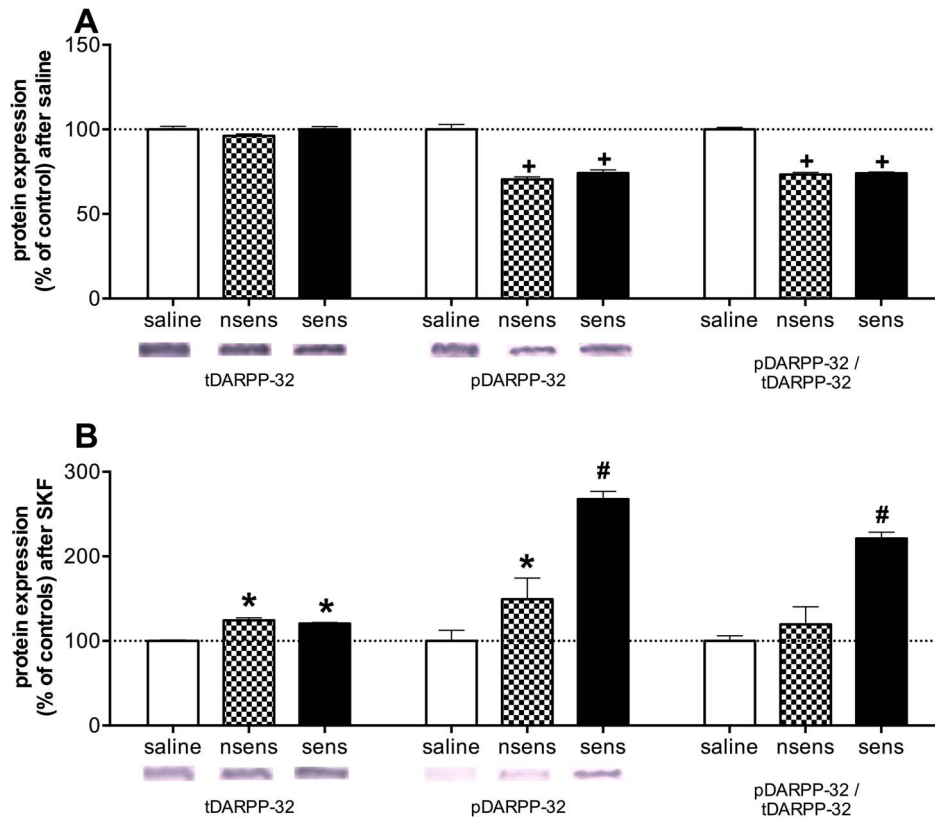 A
protein expression
(% of control) after saline
150
100
50
0
+
+
+
+
saline nsens sens saline nsens sens saline nsens sens
tDARPP-32
pDARPP-32
pDARPP-32 /
tDARPP-32
B
protein expression
(% of controls) after SKF
300
200
100
0
*
*
*
#
#
saline nsens sens saline nsens sens saline nsens sens
tDARPP-32
pDARPP-32
pDARPP-32 /
tDARPP-32